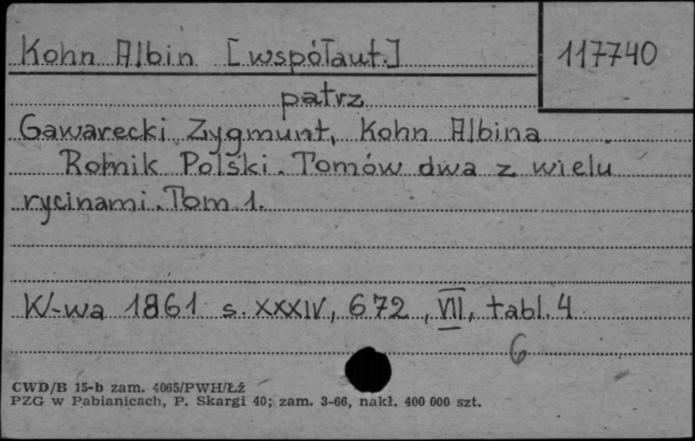 Kohn Albin [współaut.] 117740
patrz
Gawarecki Zygmunt, Kohn Albina
Rolnik Polski. Tomów dwa z wielu
rycinami. Tom 1.
W-wa 1861 s. XXXIV, 672, VII, tabl. 4
6
CWD/B 15-b zam. 4065/PWH/Łź
PZG w Pabianicach, P. Skargi 40; zam. 3-66, nakł. 400 000 szt.